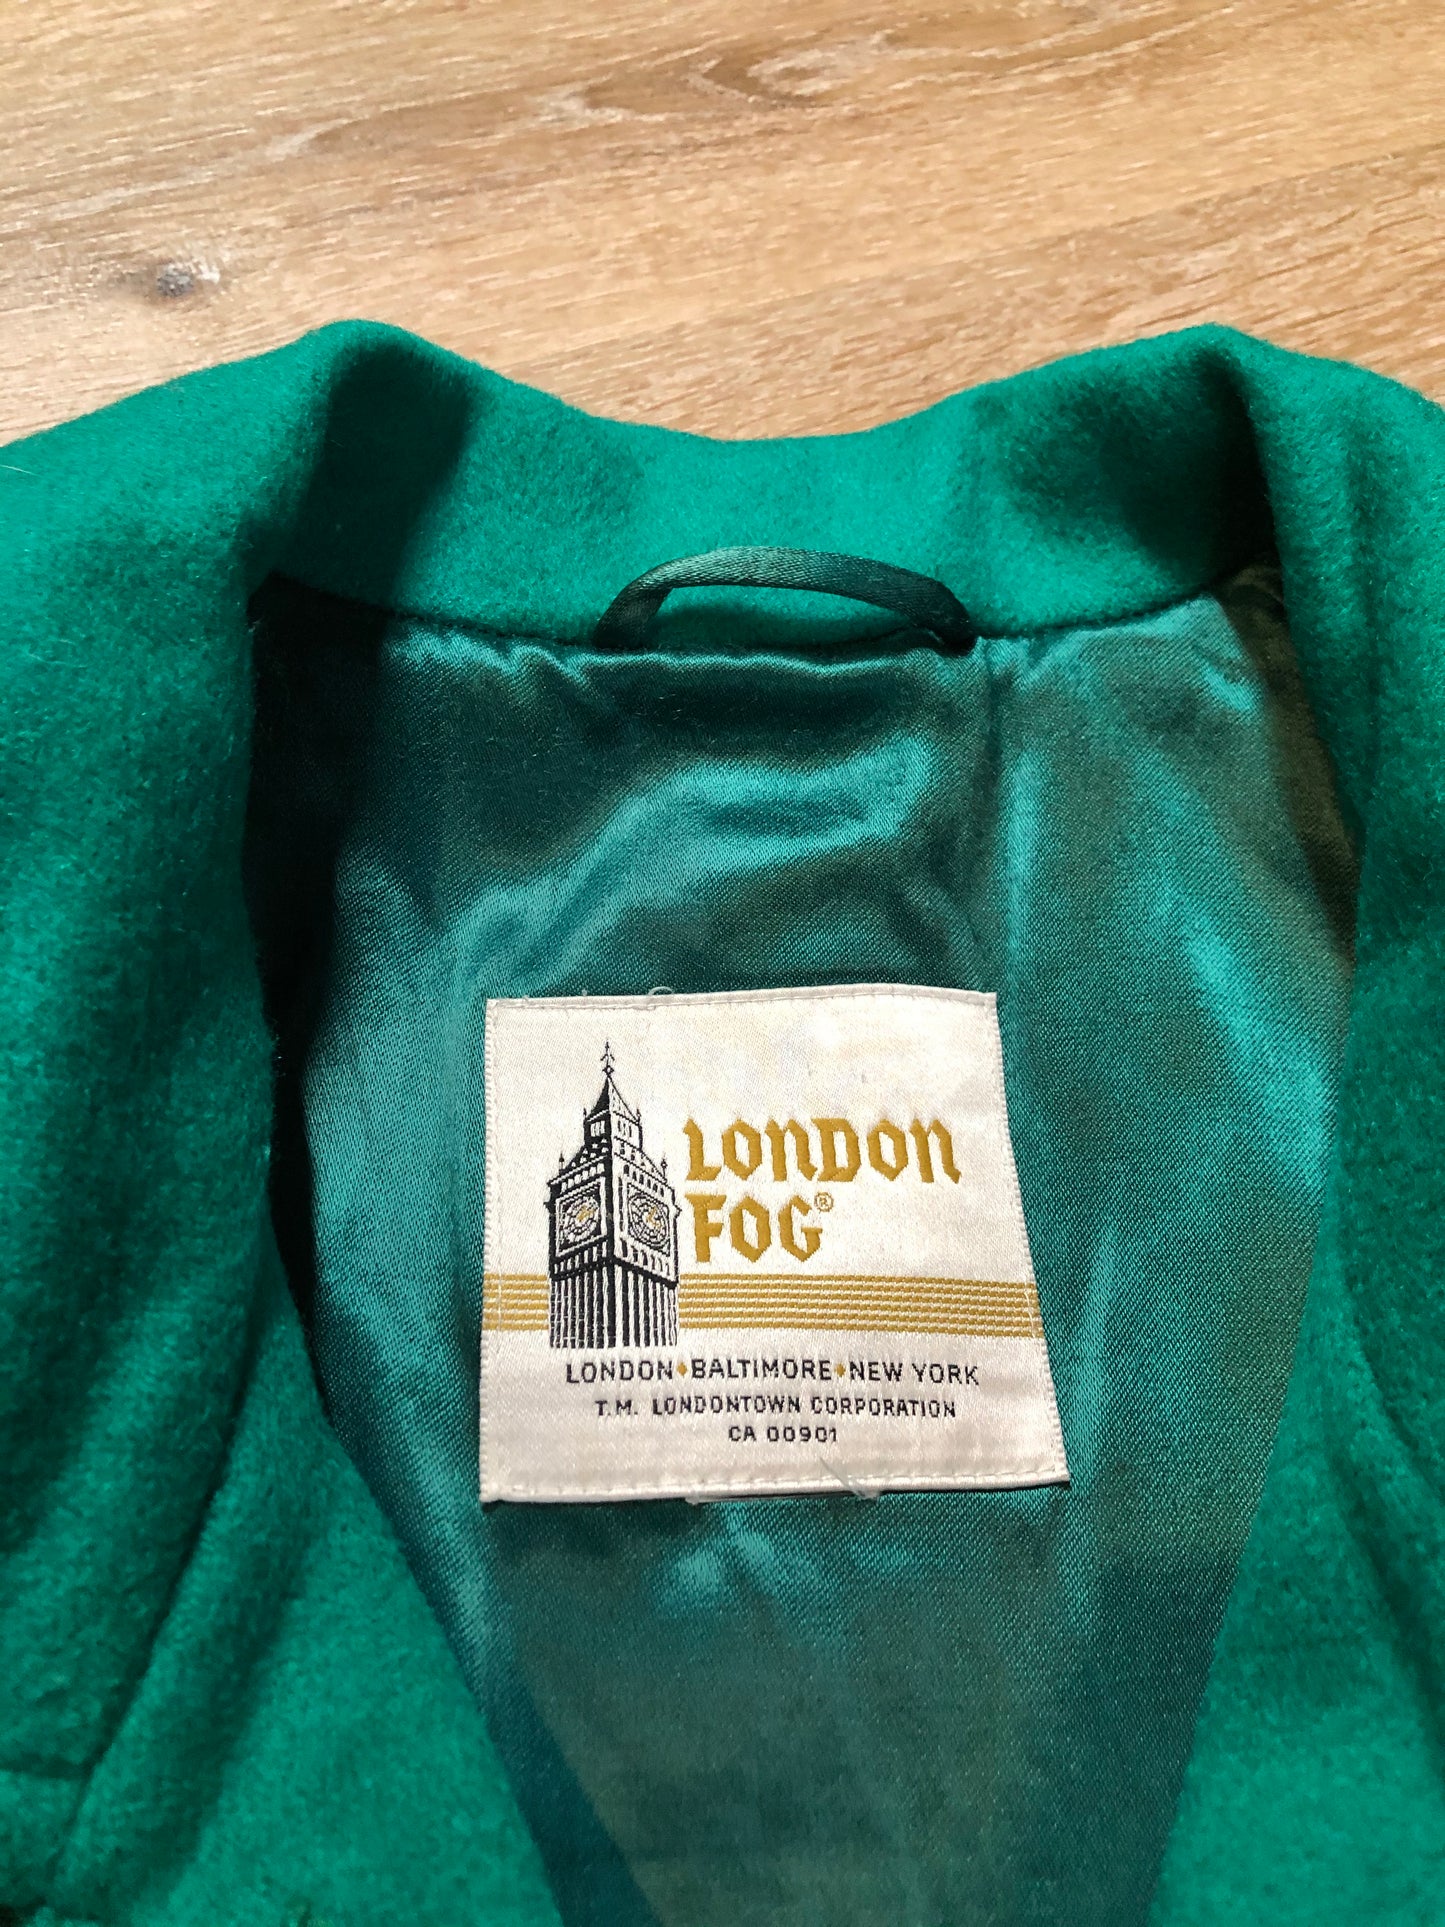 LONDON
FOG®
LONDON♦BALTIMORE♦NEW YORK
T.M. LONDONTOWN CORPORATION
CA 00901